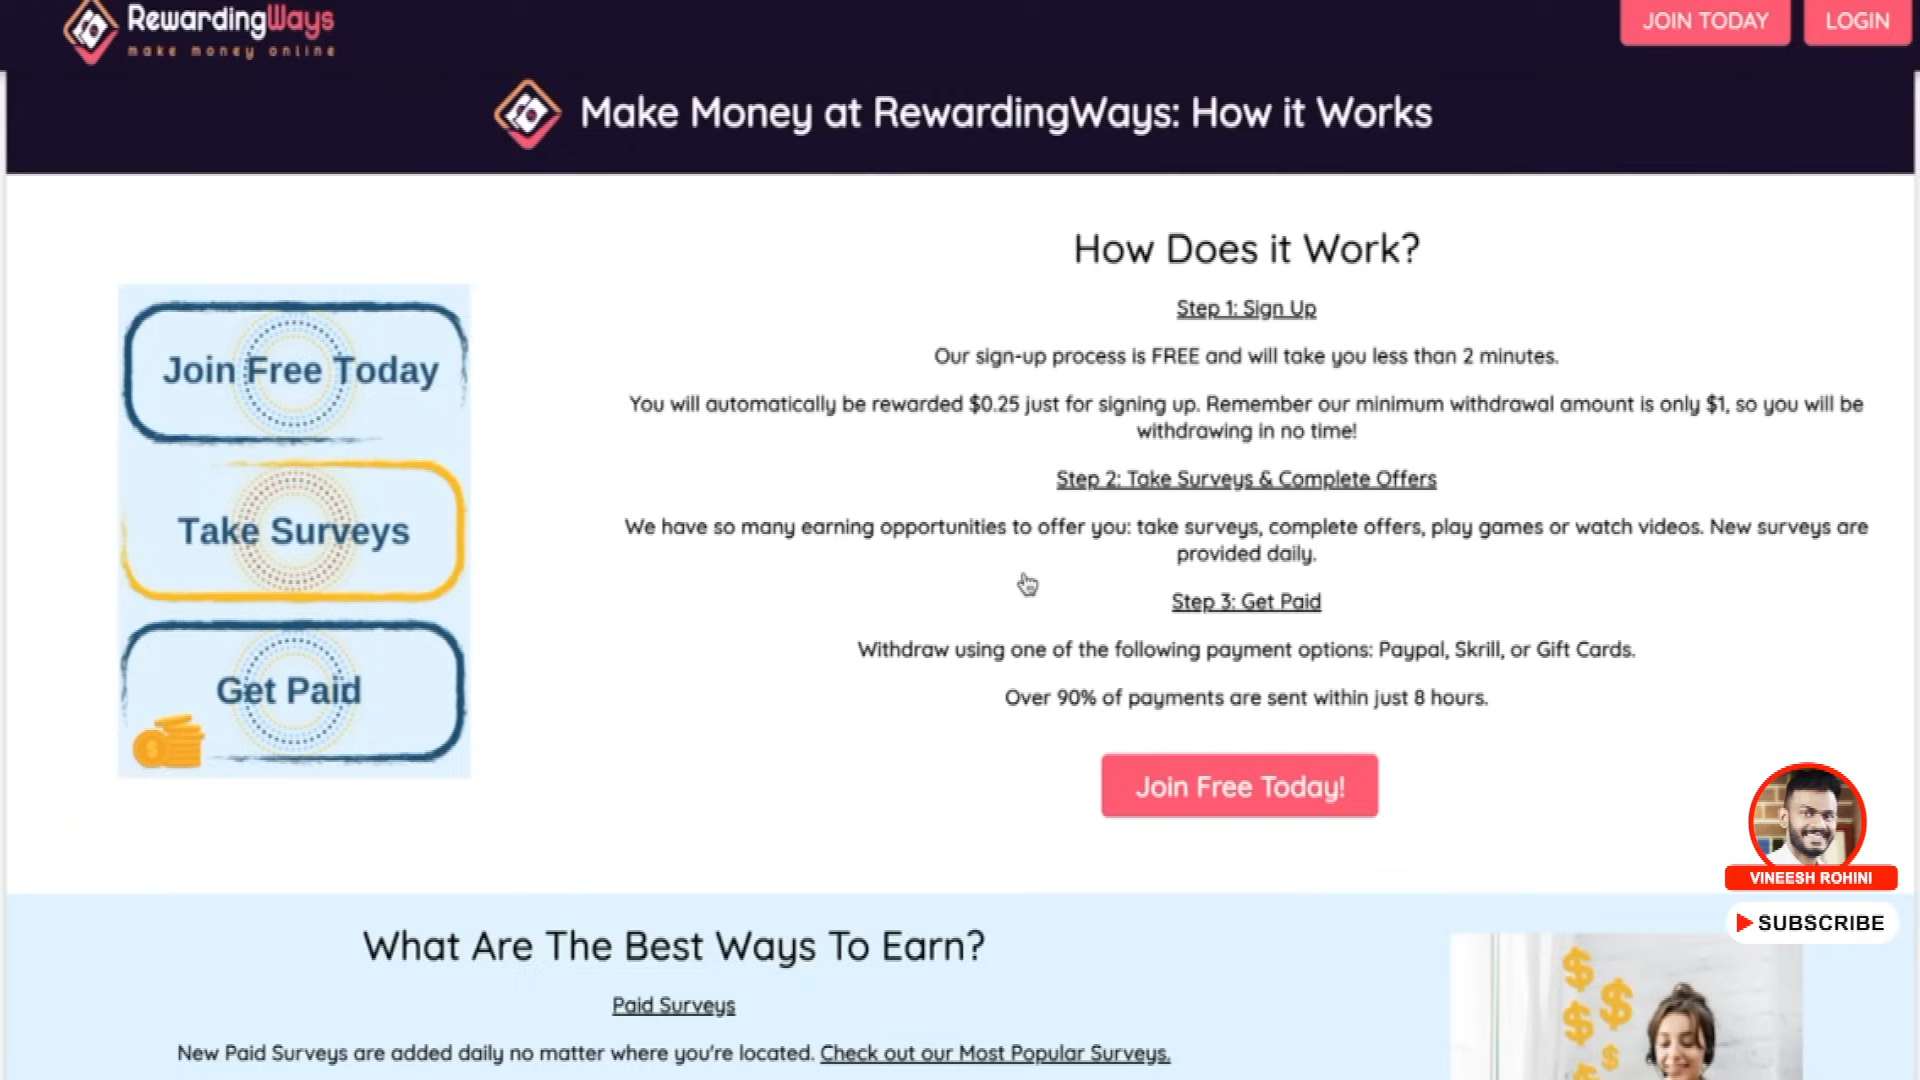 RewardingWays
make money online
JOIN TODAY
LOGIN
Make Money at RewardingWays: How it Works
Join Free Today
Take Surveys
Get Paid
How Does it Work?
Step 1: Sign Up
Our sign-up process is FREE and will take you less than 2 minutes.
You will automatically be rewarded $0.25 just for signing up. Remember our minimum withdrawal amount is only $1, so you will be
withdrawing in no time!
Step 2: Take Surveys & Complete Offers
We have so many earning opportunities to offer you: take surveys, complete offers, play games or watch videos. New surveys are
provided daily.
Step 3: Get Paid
Withdraw using one of the following payment options: Paypal, Skrill, or Gift Cards.
Over 90% of payments are sent within just 8 hours.
Join Free Today!
VINEESH ROHINI
SUBSCRIBE
What Are The Best Ways To Earn?
Paid Surveys
New Paid Surveys are added daily no matter where you're located. Check out our Most Popular Surveys.